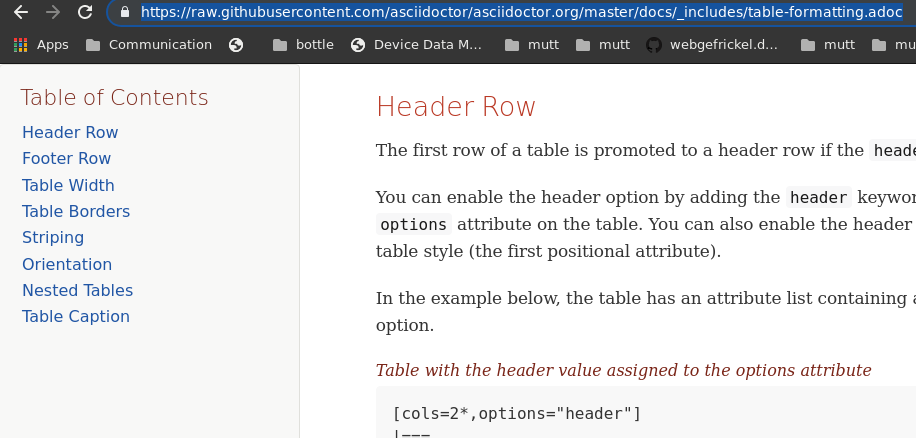 https://raw.githubusercontent.com/asciidoctor/asciidoctor.org/master/docs/_includes/table-formatting.adoc
Apps Communication bottle Device Data M... mutt mutt webgefrickel.d... mutt mu
Table of Contents
Header Row
Footer Row
Table Width
Table Borders
Striping
Orientation
Nested Tables
Table Caption
Header Row
The first row of a table is promoted to a header row if the heade
You can enable the header option by adding the header keywor
options attribute on the table. You can also enable the header
table style (the first positional attribute).
In the example below, the table has an attribute list containing a
option.
Table with the header value assigned to the options attribute
[cols=2*,options="header"]
|===